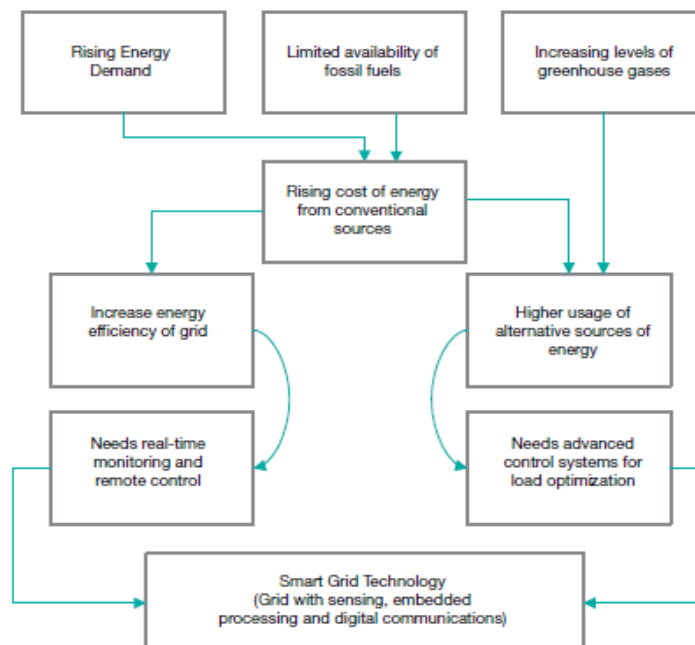 Rising Energy
Demand
Limited availability of
fossil fuels
Increasing levels of
greenhouse gases
Rising cost of energy
from conventional
sources
Increase energy
efficiency of grid
Higher usage of
alternative sources of
energy
Needs real-time
monitoring and
remote control
Needs advanced
control systems for
load optimization
Smart Grid Technology
(Grid with sensing, embedded
processing and digital communications)